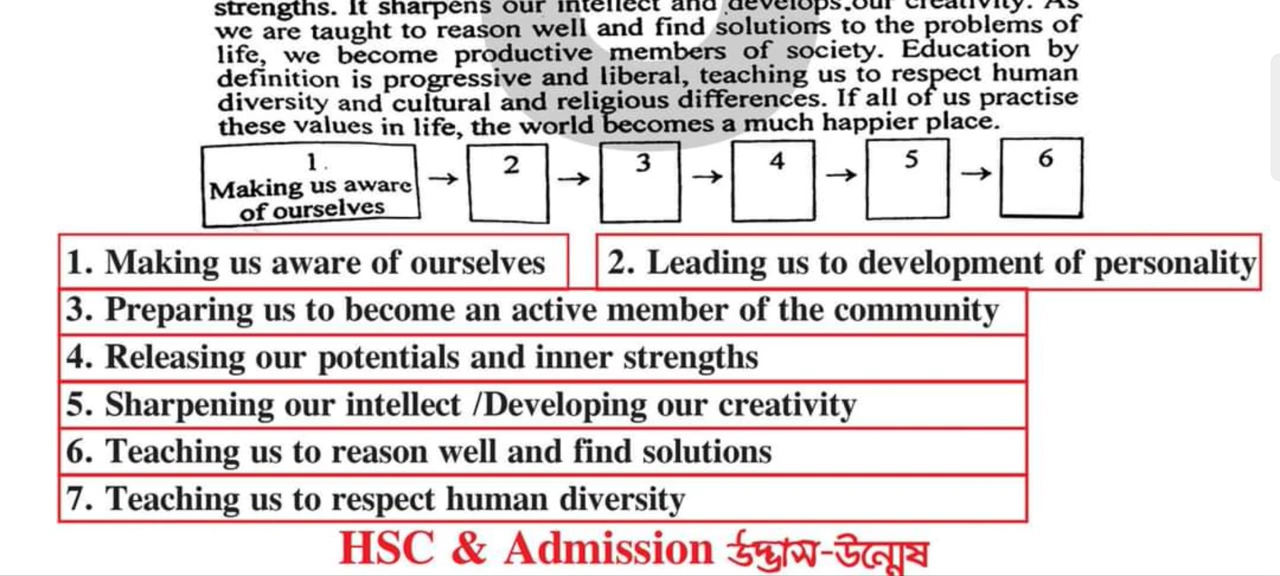 strengths. It sharpens our intellect and develops our creativity. As
we are taught to reason well and find solutions to the problems of
life, we become productive members of society. Education by
definition is progressive and liberal, teaching us to respect human
diversity and cultural and religious differences. If all of us practise
these values in life, the world becomes a much happier place.
1. → 2 → 3 → 4 → 5 → 6
Making us aware
of ourselves
1. Making us aware of ourselves 2. Leading us to development of personality
3. Preparing us to become an active member of the community
4. Releasing our potentials and inner strengths
5. Sharpening our intellect /Developing our creativity
6. Teaching us to reason well and find solutions
7. Teaching us to respect human diversity
HSC & Admission উদ্ভাস-উন্মেষ